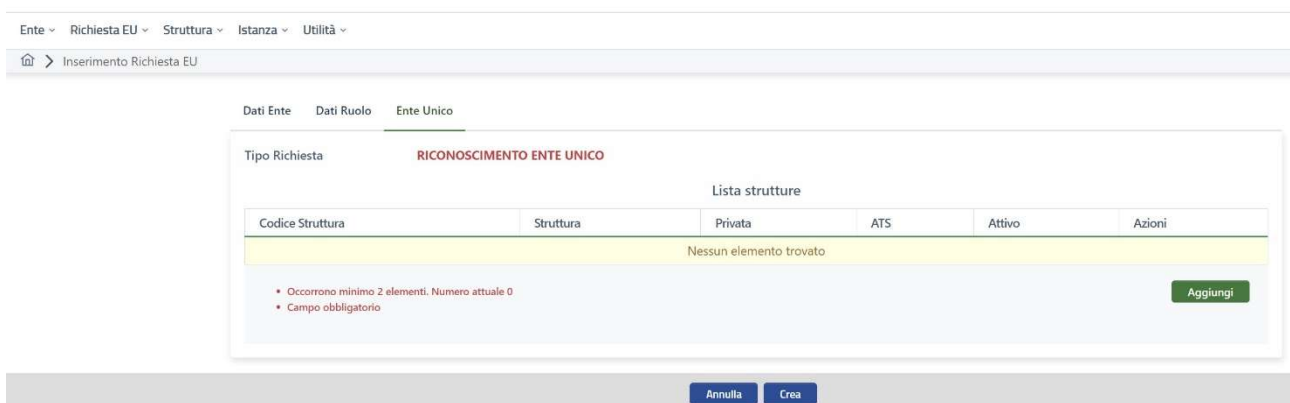 Ente Richiesta EU Struttura Istanza Utilità
Inserimento Richiesta EU
Dati Ente Dati Ruolo Ente Unico
Tipo Richiesta RICONOSCIMENTO ENTE UNICO
Lista strutture
Codice Struttura Struttura Privata ATS Attivo Azioni
Nessun elemento trovato
• Occorrono minimo 2 elementi. Numero attuale 0
• Campo obbligatorio
Aggiungi
Annulla Crea